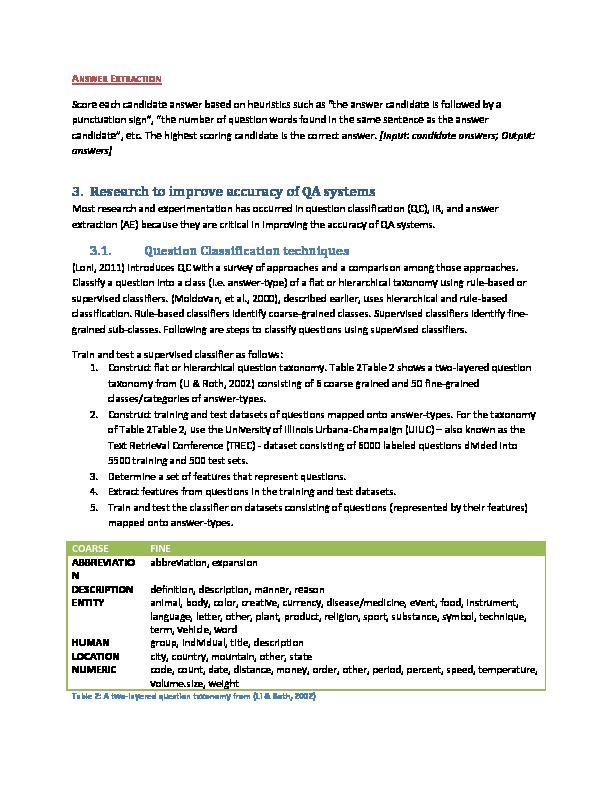 ANSWER EXTRACTION
Score each candidate answer based on heuristics such as "the answer candidate is followed by a
punctuation sign", "the number of question words found in the same sentence as the answer
candidate", etc. The highest scoring candidate is the correct answer. [Input: candidate answers; Output:
answers]
3. Research to improve accuracy of QA systems
Most research and experimentation has occurred in question classification (QC), IR, and answer
extraction (AE) because they are critical in improving the accuracy of QA systems.
3.1. Question Classification techniques
(Loni, 2011) introduces QC with a survey of approaches and a comparison among those approaches.
Classify a question into a class (i.e. answer-type) of a flat or hierarchical taxonomy using rule-based or
supervised classifiers. (Moldovan, et al., 2000), described earlier, uses hierarchical and rule-based
classification. Rule-based classifiers identify coarse-grained classes. Supervised classifiers identify fine-
grained sub-classes. Following are steps to classify questions using supervised classifiers.
Train and test a supervised classifier as follows:
1. Construct flat or hierarchical question taxonomy. Table 2Table 2 shows a two-layered question
taxonomy from (Li & Roth, 2002) consisting of 6 coarse grained and 50 fine-grained
classes/categories of answer-types.
2. Construct training and test datasets of questions mapped onto answer-types. For the taxonomy
of Table 2Table 2, use the University of Illinois Urbana-Champaign (UIUC) – also known as the
Text Retrieval Conference (TREC) - dataset consisting of 6000 labeled questions divided into
5500 training and 500 test sets.
3. Determine a set of features that represent questions.
4. Extract features from questions in the training and test datasets.
5. Train and test the classifier on datasets consisting of questions (represented by their features)
mapped onto answer-types.
COARSE FINE
ABBREVIATIO abbreviation, expansion
N
DESCRIPTION definition, description, manner, reason
ENTITY animal, body, color, creative, currency, disease/medicine, event, food, instrument,
language, letter, other, plant, product, religion, sport, substance, symbol, technique,
term, vehicle, word
HUMAN group, individual, title, description
LOCATION city, country, mountain, other, state
NUMERIC code, count, date, distance, money, order, other, period, percent, speed, temperature,
volume.size, weight
Table 2: A two-layered question taxonomy from (Li & Roth, 2002)